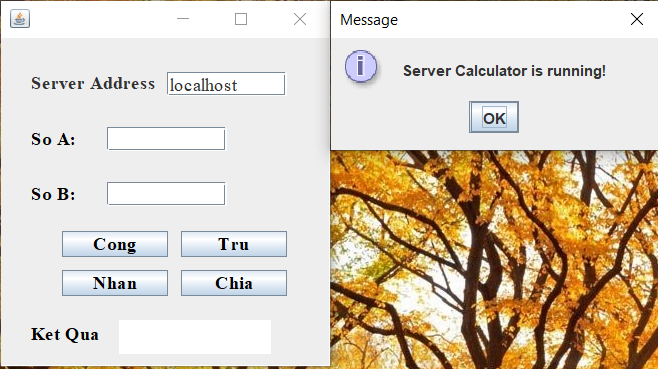 Server Address localhost
So A:
So B:
Cong Tru
Nhan Chia
Ket Qua
Message
Server Calculator is running!
OK